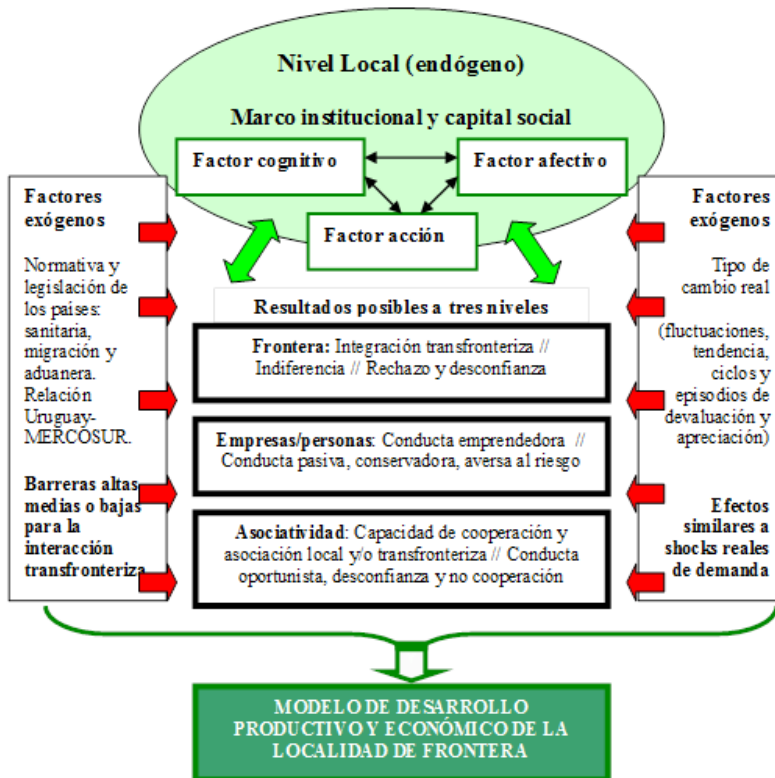 Nivel Local (endógeno)
Marco institucional y capital social
Factor cognitivo
Factor afectivo
Factor acción
Factores
exógenos
Normativa y
legislación de
los países:
sanitaria,
migración y
aduanera.
Relación
Uruguay-
MERCOSUR.
Barreras altas
medias o bajas
para la
interacción
transfronteriza
Resultados posibles a tres niveles
Frontera: Integración transfronteriza //
Indiferencia // Rechazo y desconfianza
Empresas/personas: Conducta emprendedora //
Conducta pasiva, conservadora, aversa al riesgo
Asociatividad: Capacidad de cooperación y
asociación local y/o transfronteriza // Conducta
oportunista, desconfianza y no cooperación
Factores
exógenos
Tipo de
cambio real
(fluctuaciones,
tendencia,
ciclos y
episodios de
devaluación y
apreciación)
Efectos
similares a
shocks reales
de demanda
MODELO DE DESARROLLO
PRODUCTIVO Y ECONÓMICO DE LA
LOCALIDAD DE FRONTERA